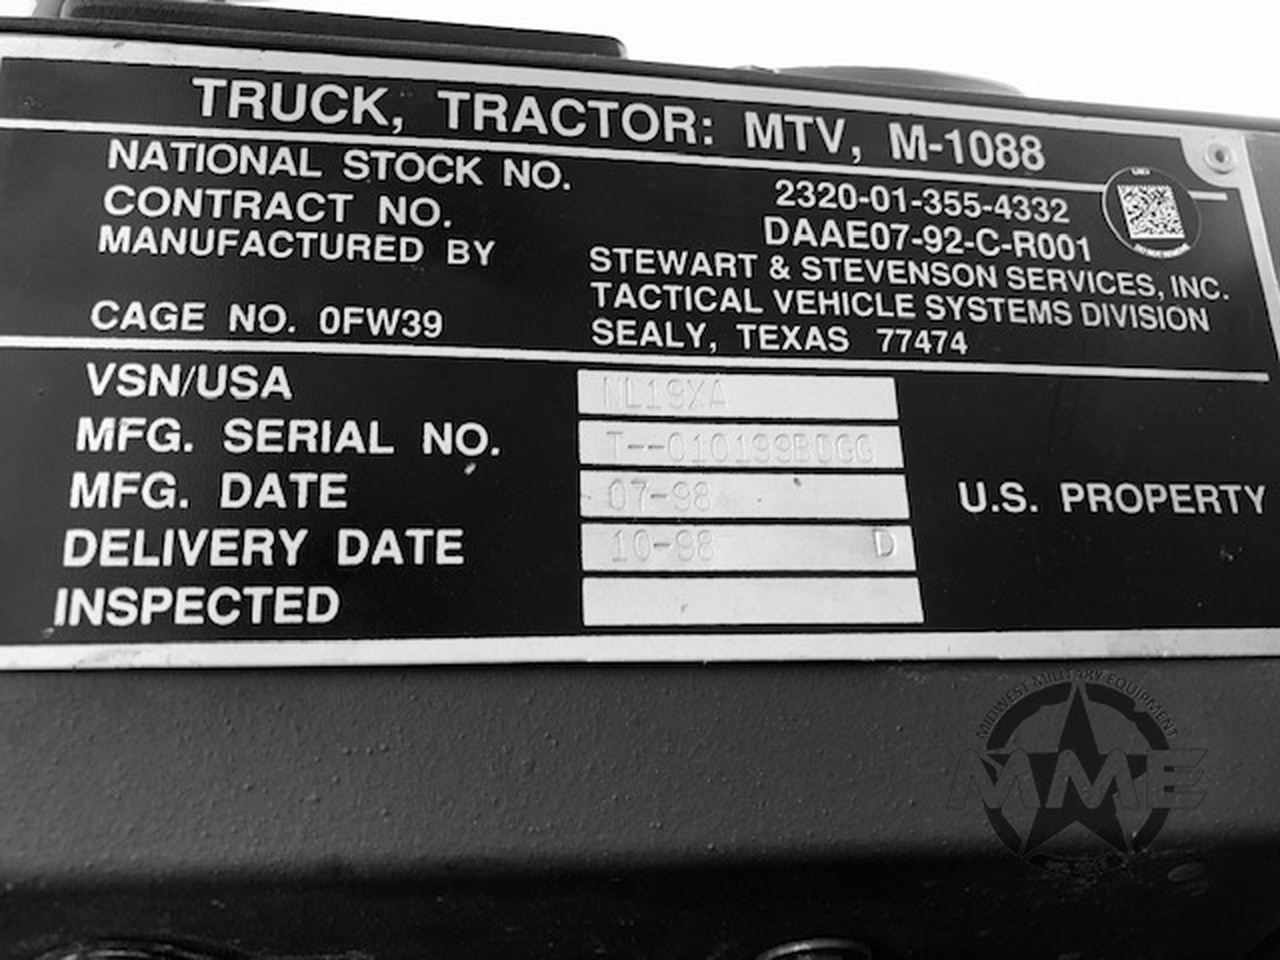 TRUCK, TRACTOR: MTV, M-1088
NATIONAL STOCK NO. 2320-01-355-4332
CONTRACT NO. DAAE07-92-C-R001
MANUFACTURED BY STEWART & STEVENSON SERVICES, INC.
TACTICAL VEHICLE SYSTEMS DIVISION
CAGE NO. 0FW39 SEALY, TEXAS 77474
VSN/USA NL19XA
MFG. SERIAL NO. T--010199BDGG
MFG. DATE 07-98
DELIVERY DATE 10-98 D
INSPECTED
U.S. PROPERTY
MIDWEST MILITARY EQUIPMENT
MME